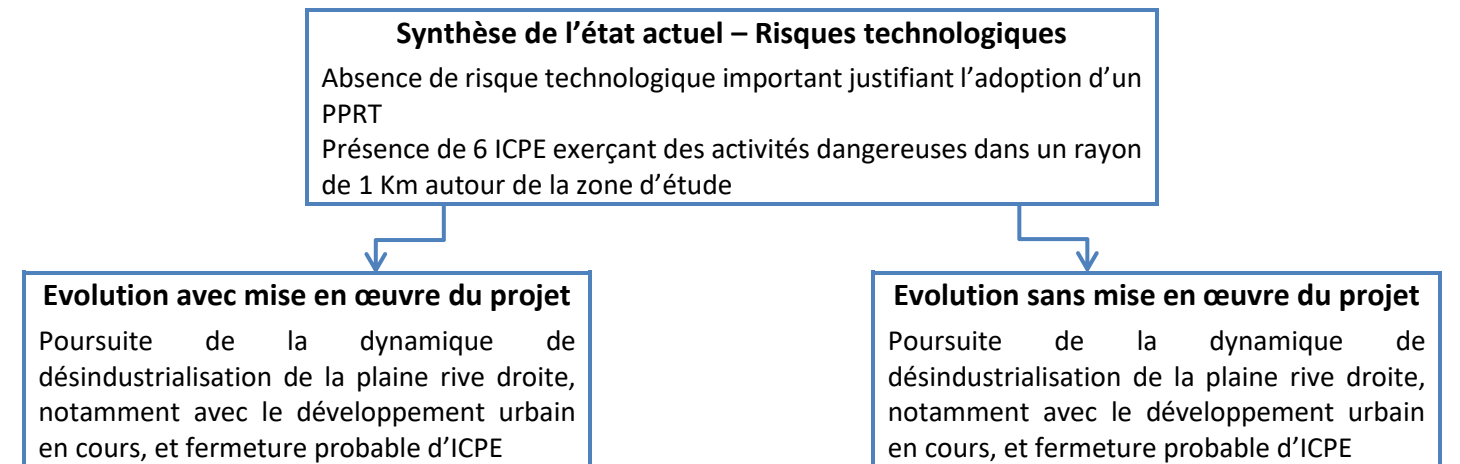 Synthèse de l’état actuel – Risques technologiques
Absence de risque technologique important justifiant l’adoption d’un
PPRT
Présence de 6 ICPE exerçant des activités dangereuses dans un rayon
de 1 Km autour de la zone d’étude
Evolution avec mise en œuvre du projet
Poursuite de la dynamique de
désindustrialisation de la plaine rive droite,
notamment avec le développement urbain
en cours, et fermeture probable d’ICPE
Evolution sans mise en œuvre du projet
Poursuite de la dynamique de
désindustrialisation de la plaine rive droite,
notamment avec le développement urbain
en cours, et fermeture probable d’ICPE